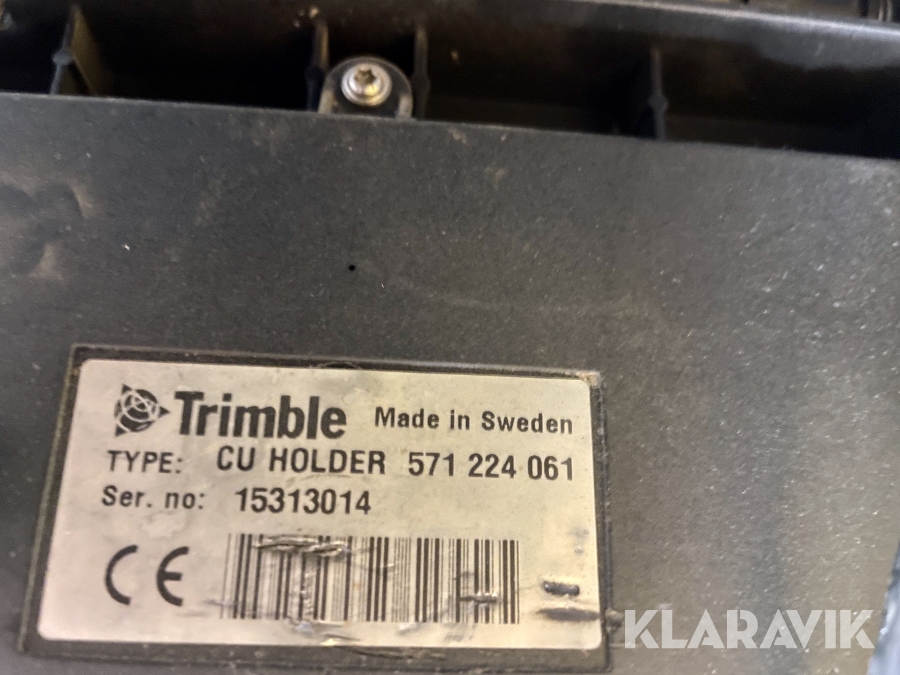 Trimble Made in Sweden
TYPE: CU HOLDER 571 224 061
Ser. no: 15313014
CE
KLARAVIK